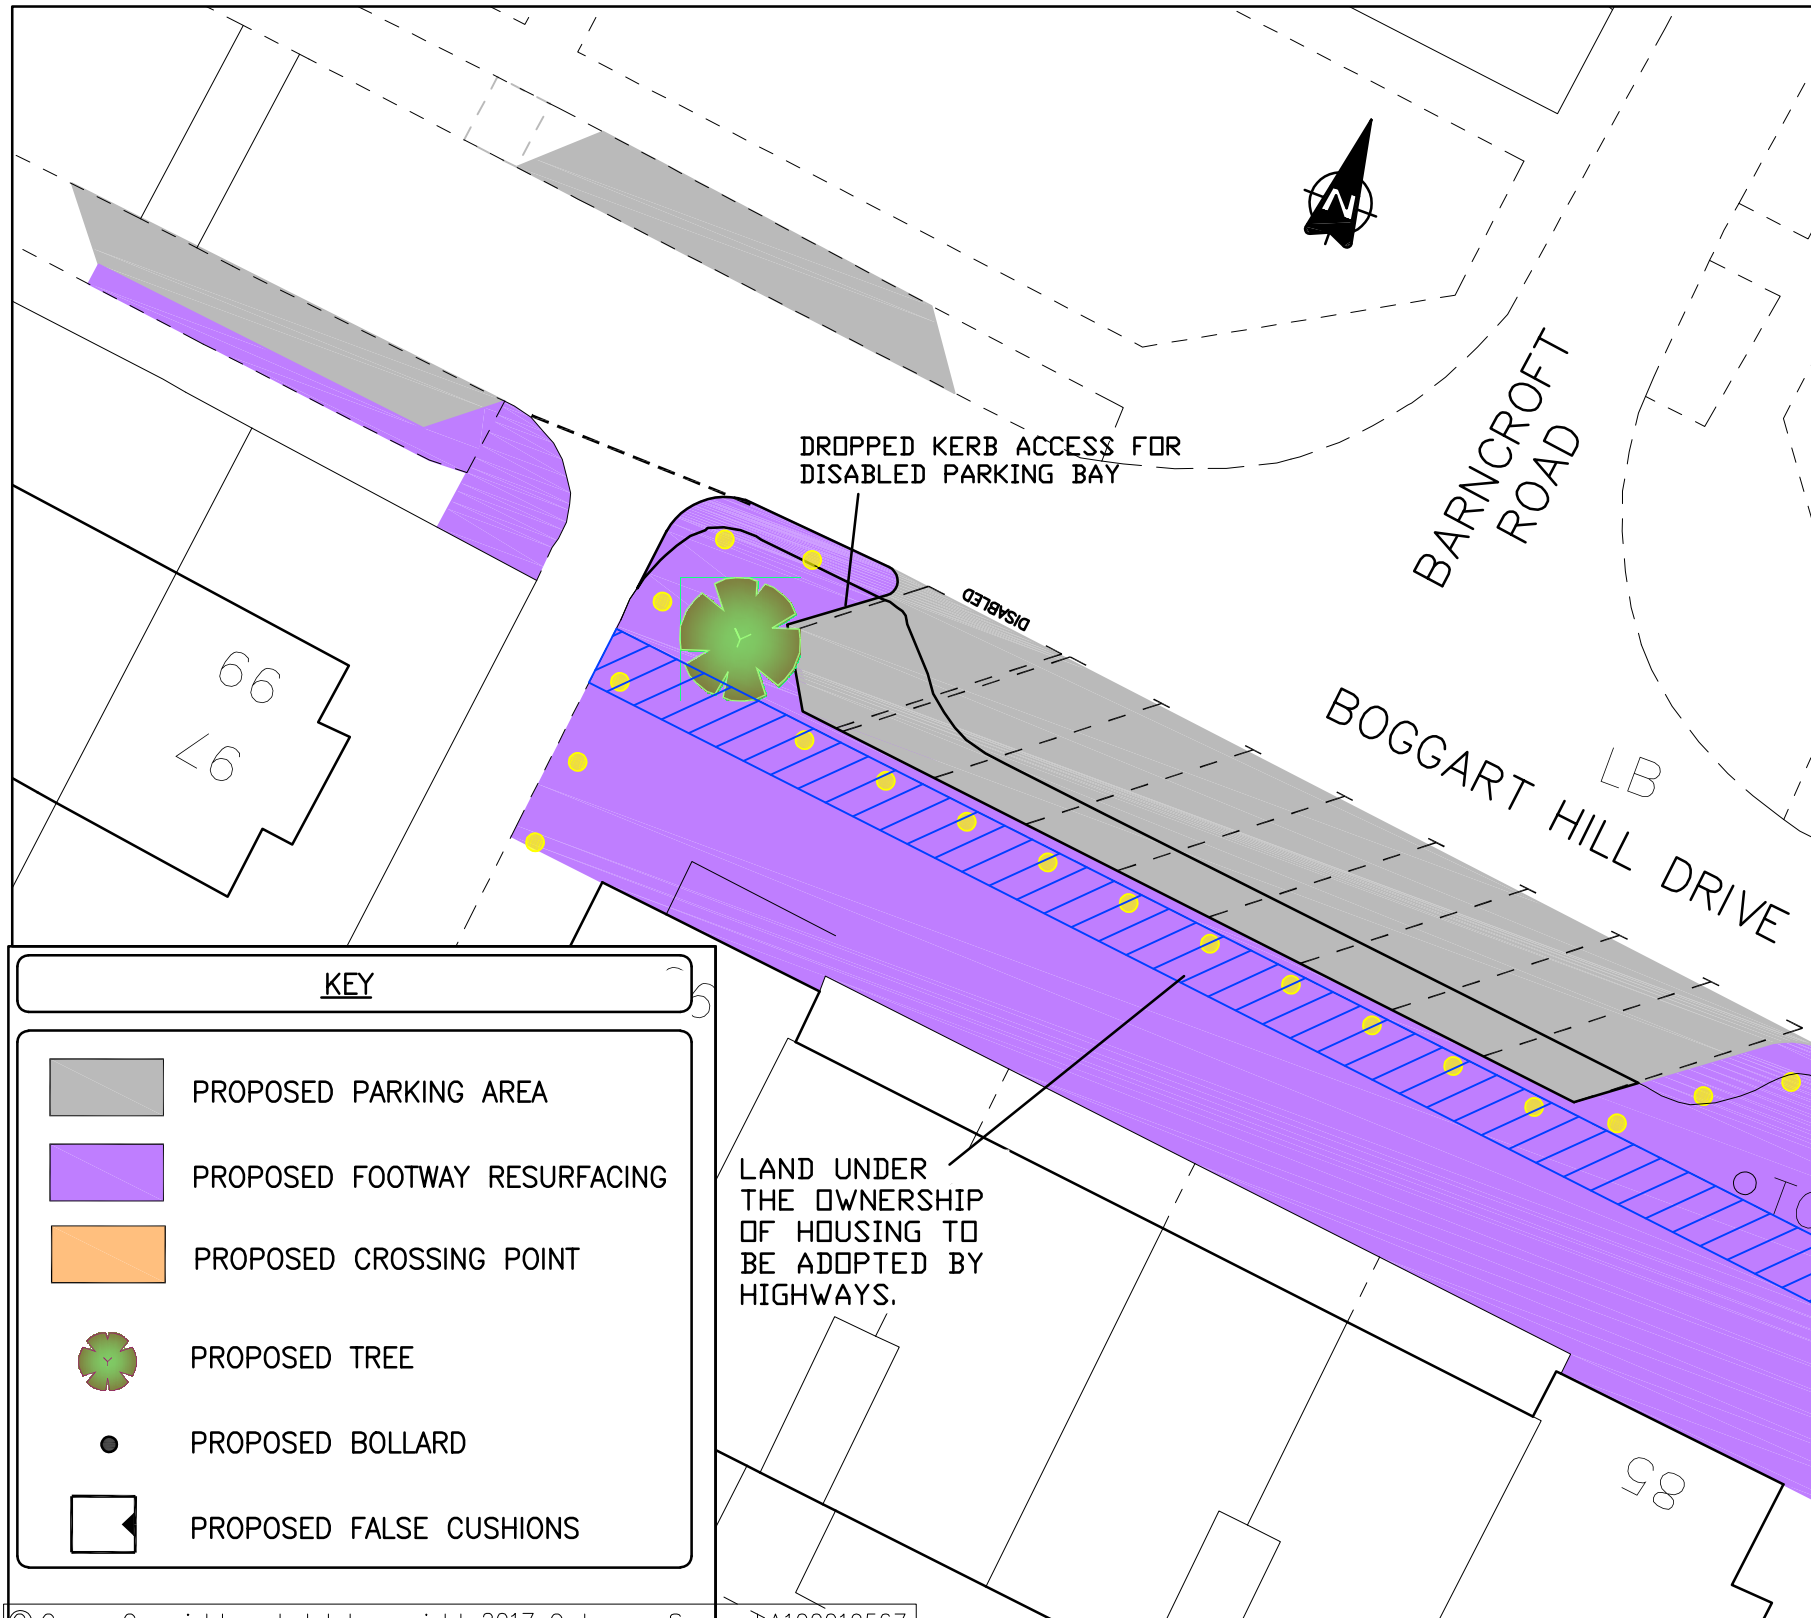 N
DROPPED KERB ACCESS FOR
DISABLED PARKING BAY
BARNCROFT
ROAD
DISABLED
BOGGART HILL DRIVE
LB
99
97
KEY
PROPOSED PARKING AREA
PROPOSED FOOTWAY RESURFACING
PROPOSED CROSSING POINT
PROPOSED TREE
PROPOSED BOLLARD
PROPOSED FALSE CUSHIONS
LAND UNDER
THE OWNERSHIP
OF HOUSING TO
BE ADOPTED BY
HIGHWAYS.
85